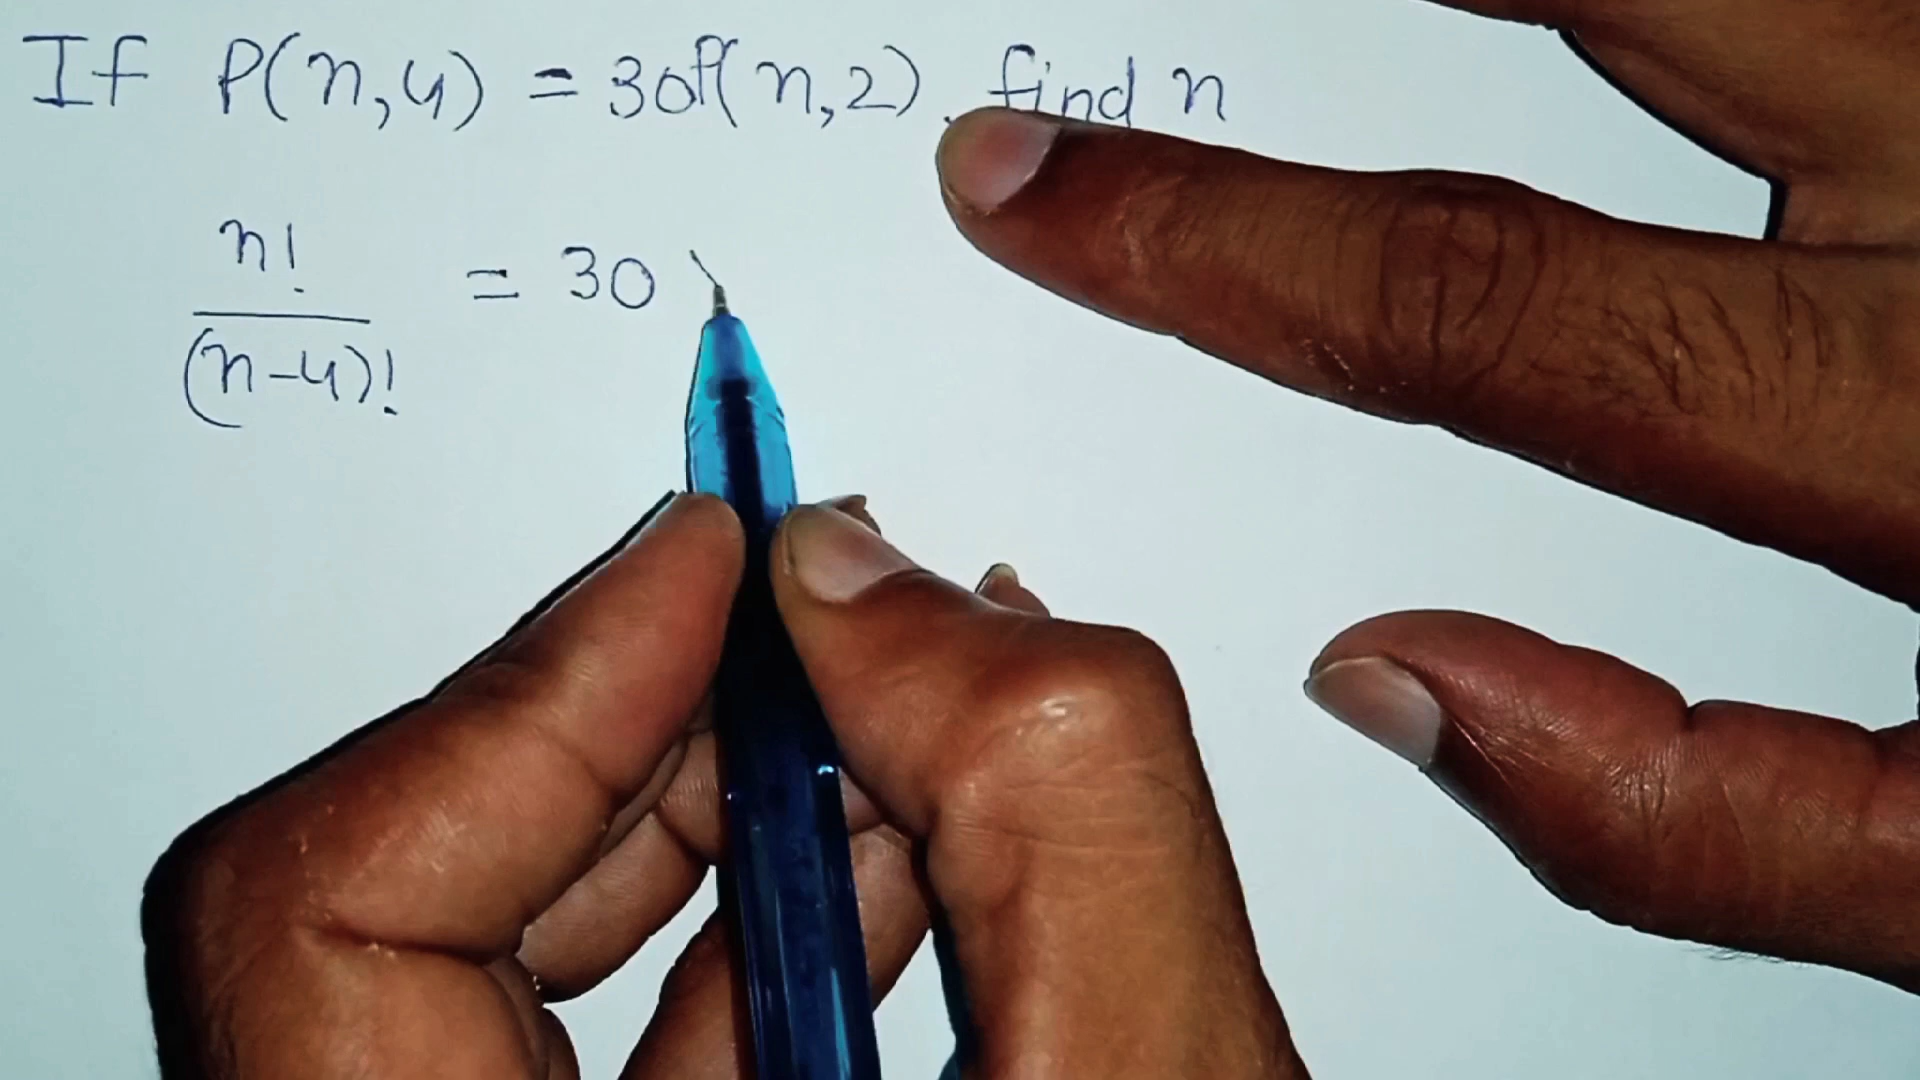 If P(n,4) = 30P(n,2). find n
n!
= 30
(n-4)!